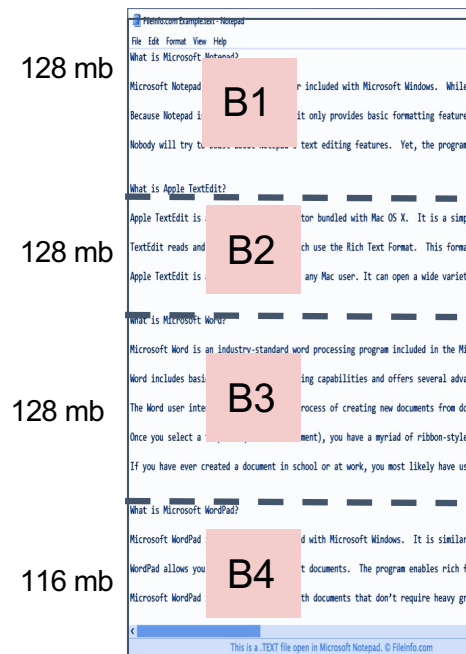 FileInfo.com Example.text - Notepad
File Edit Format View Help
What is Microsoft Notepad?
128 mb
Microsoft Notepad r included with Microsoft Windows. While
B1
Because Notepad i it only provides basic formatting feature
Nobody will try to text editing features. Yet, the program
What is Apple TextEdit?
Apple TextEdit is tor bundled with Mac OS X. It is a simp
128 mb
TextEdit reads and B2 ch use the Rich Text Format. This forma
Apple TextEdit is any Mac user. It can open a wide variet
What is Microsoft Word?
Microsoft Word is an industry-standard word processing program included in the Mi
Word includes basi ing capabilities and offers several adva
128 mb
B3
The Word user inte rocess of creating new documents from do
Once you select a ment), you have a myriad of ribbon-style
If you have ever created a document in school or at work, you most likely have us
What is Microsoft WordPad?
Microsoft WordPad d with Microsoft Windows. It is similar
116 mb
B4
WordPad allows you t documents. The program enables rich f
Microsoft WordPad th documents that don't require heavy gr
This is a .TEXT file open in Microsoft Notepad. © FileInfo.com